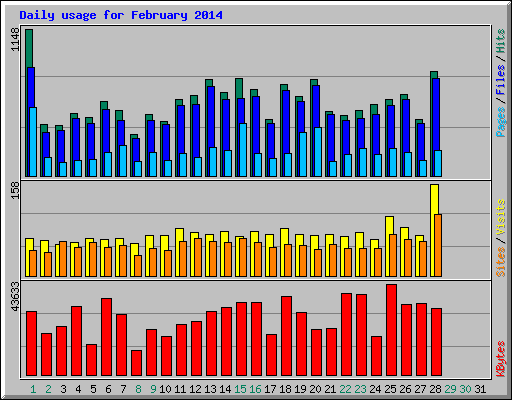 Daily usage for February 2014
1148
Pages / Files / Hits
158
Sites / Visits
43633
KBytes
1 2 3 4 5 6 7 8 9 10 11 12 13 14 15 16 17 18 19 20 21 22 23 24 25 26 27 28 29 30 31